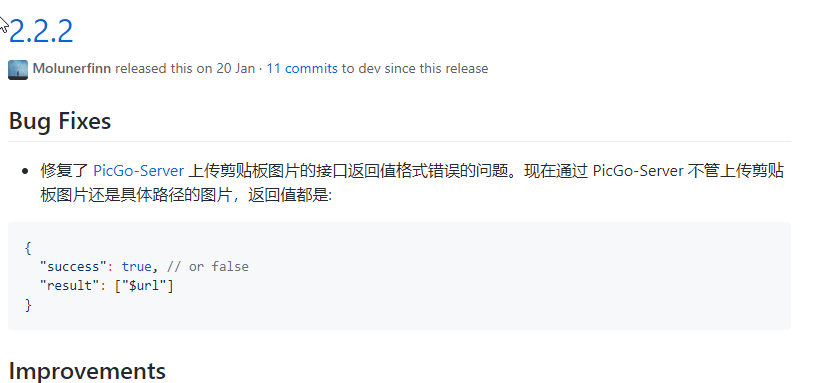 2.2.2
Molunerfinn released this on 20 Jan · 11 commits to dev since this release
Bug Fixes
• 修复了 PicGo-Server 上传剪贴板图片的接口返回值格式错误的问题。现在通过 PicGo-Server 不管上传剪贴
板图片还是具体路径的图片，返回值都是:
{
  "success": true, // or false
  "result": ["$url"]
}
Improvements